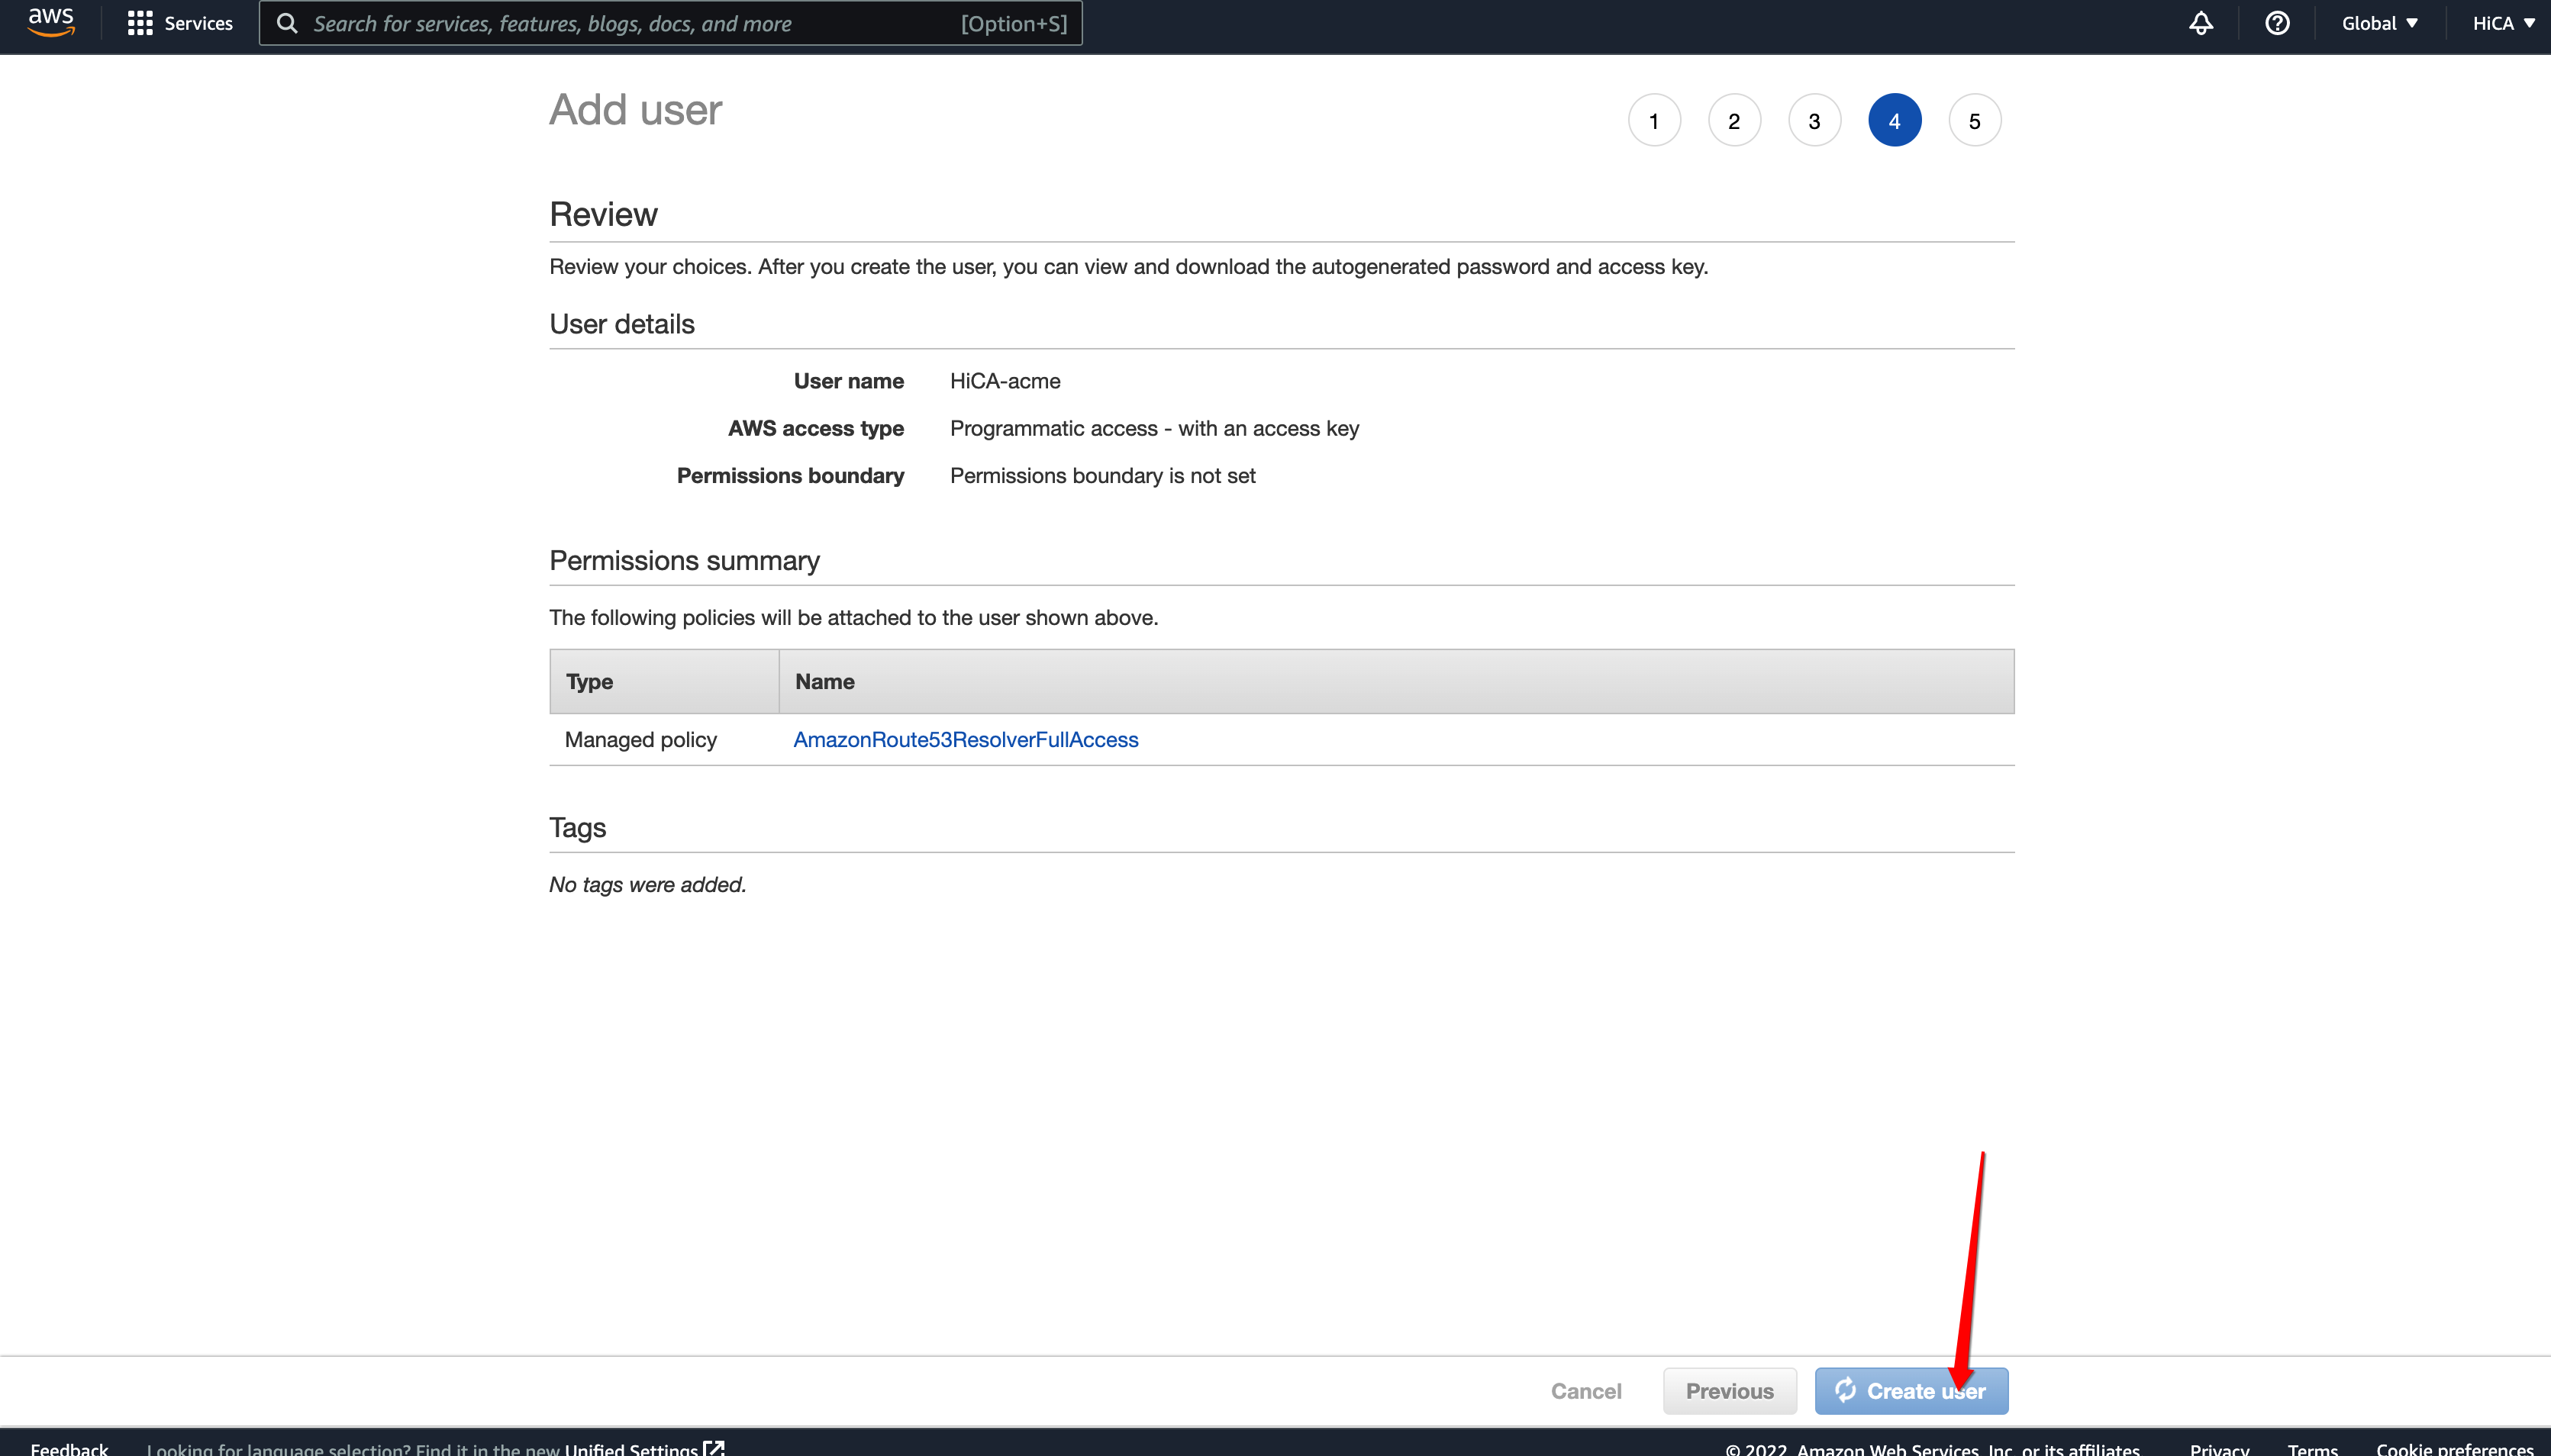 aws
Services
Search for services, features, blogs, docs, and more
[Option+S]
Global
HiCA
Add user
1
2
3
4
5
Review
Review your choices. After you create the user, you can view and download the autogenerated password and access key.
User details
User name HiCA-acme
AWS access type Programmatic access - with an access key
Permissions boundary Permissions boundary is not set
Permissions summary
The following policies will be attached to the user shown above.
Type Name
Managed policy AmazonRoute53ResolverFullAccess
Tags
No tags were added.
Cancel
Previous
Create user
Feedback
Looking for language selection? Find it in the new Unified Settings
© 2022, Amazon Web Services, Inc. or its affiliates.
Privacy
Terms
Cookie preferences